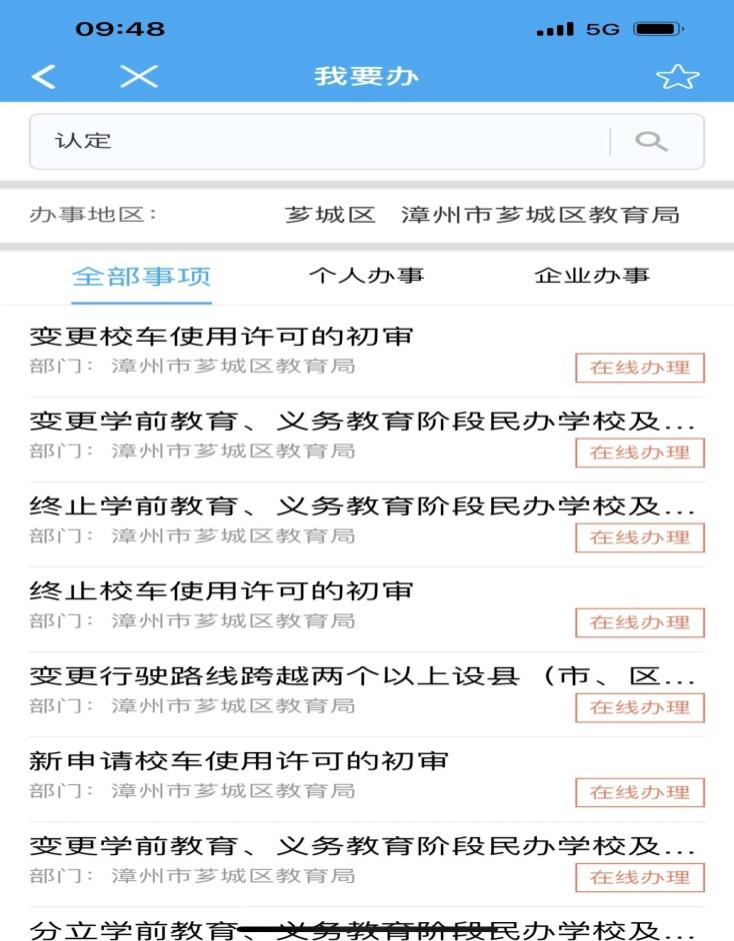 09:48
5G
我要办
认定
办事地区：
芗城区 漳州市芗城区教育局
全部事项 个人办事 企业办事
变更校车使用许可的初审
部门： 漳州市芗城区教育局
在线办理
变更学前教育、义务教育阶段民办学校及...
部门： 漳州市芗城区教育局
在线办理
终止学前教育、义务教育阶段民办学校及...
部门： 漳州市芗城区教育局
在线办理
终止校车使用许可的初审
部门： 漳州市芗城区教育局
在线办理
变更行驶路线跨越两个以上设县（市、区...
部门： 漳州市芗城区教育局
在线办理
新申请校车使用许可的初审
部门： 漳州市芗城区教育局
在线办理
变更学前教育、义务教育阶段民办学校及...
部门： 漳州市芗城区教育局
在线办理
分立学前教育、义务教育阶段民办学校及...